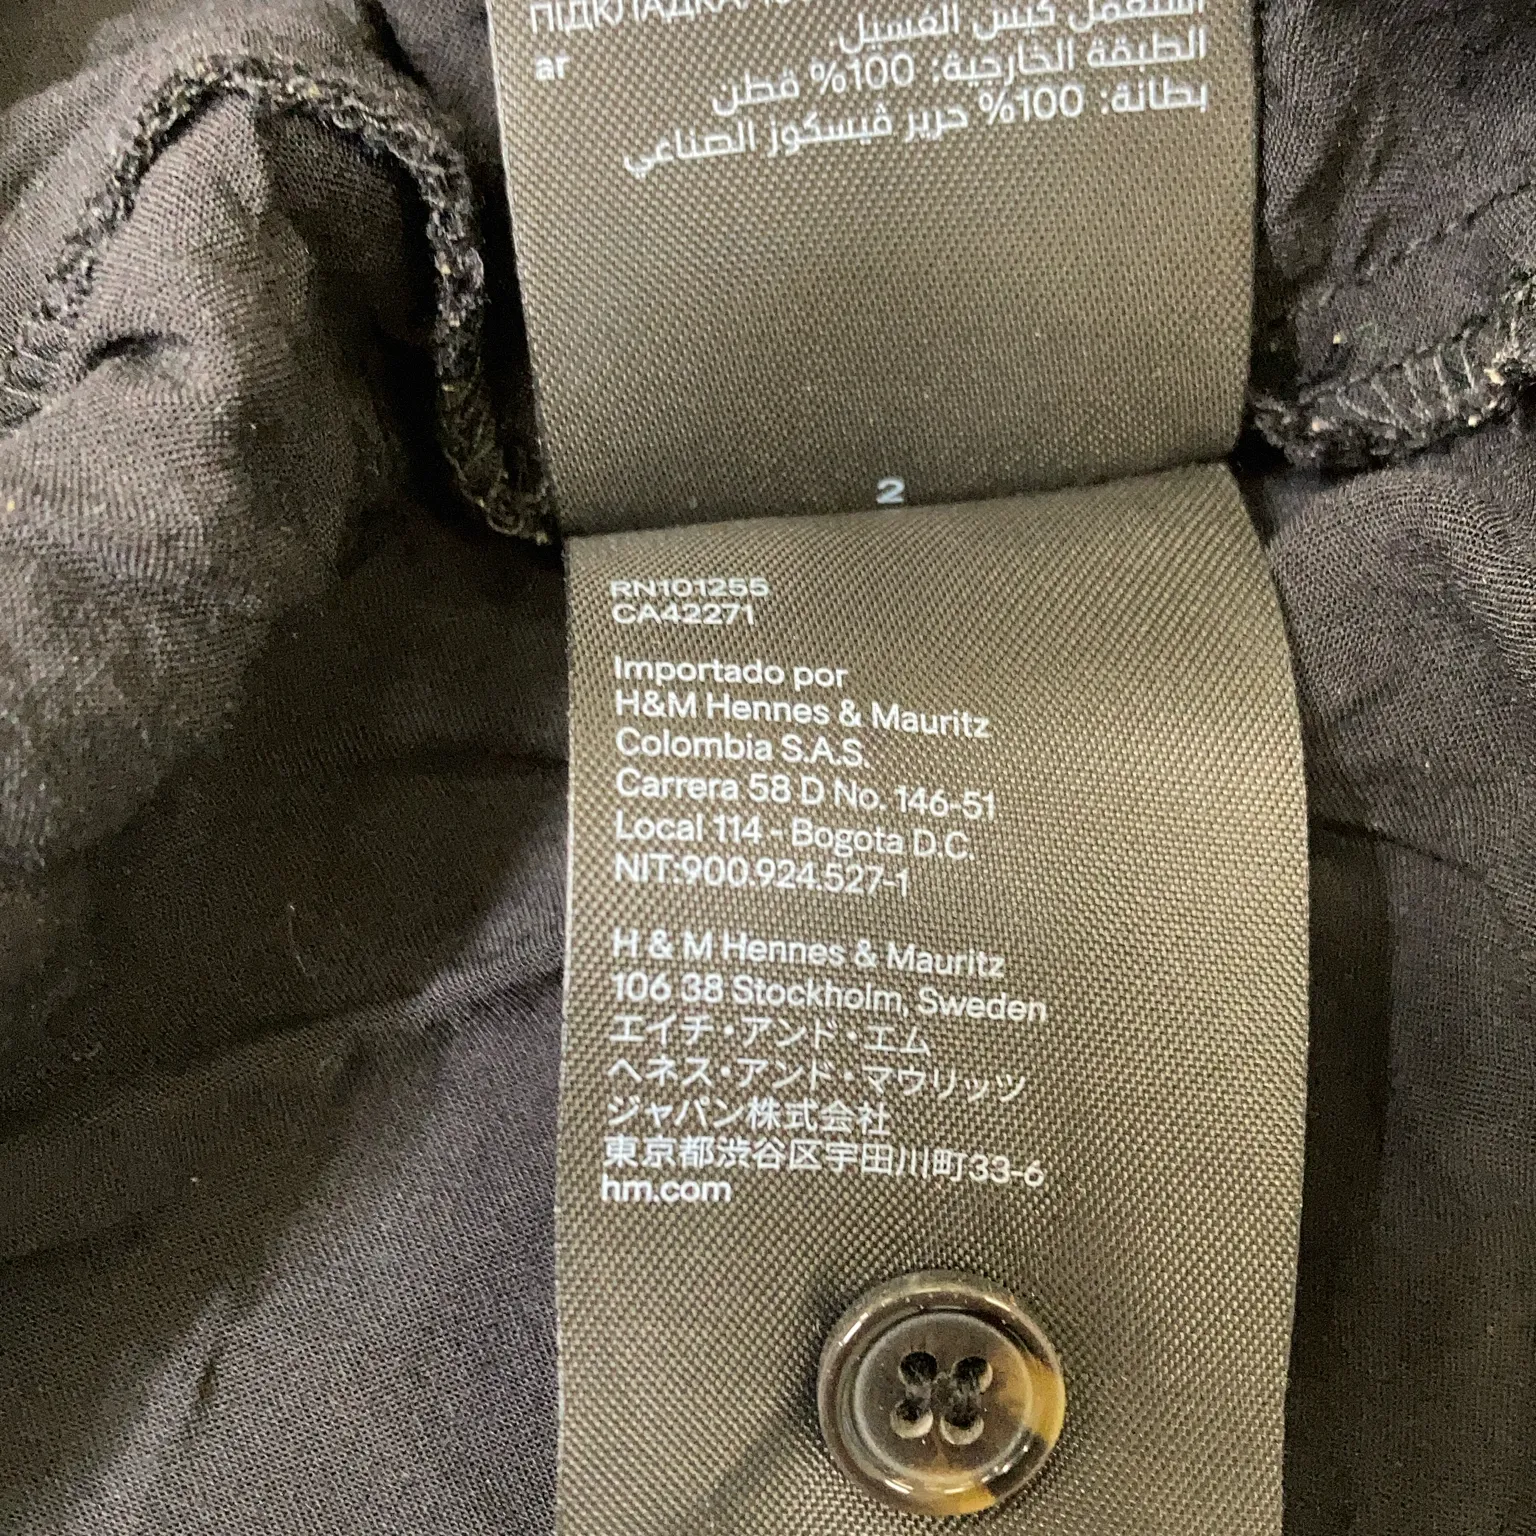 ПІДКЛАДКА:
ar
استعمل كيس الغسيل.
الطبقة الخارجية: 100% قطن
بطانة: 100% حرير ڤيسكوز الصناعي
2
RN101255
CA42271
Importado por
H&M Hennes & Mauritz
Colombia S.A.S.
Carrera 58 D No. 146-51
Local 114 - Bogota D.C.
NIT:900.924.527-1
H & M Hennes & Mauritz
106 38 Stockholm, Sweden
エイチ・アンド・エム
ヘネス・アンド・マウリッツ
ジャパン株式会社
東京都渋谷区宇田川町33-6
hm.com